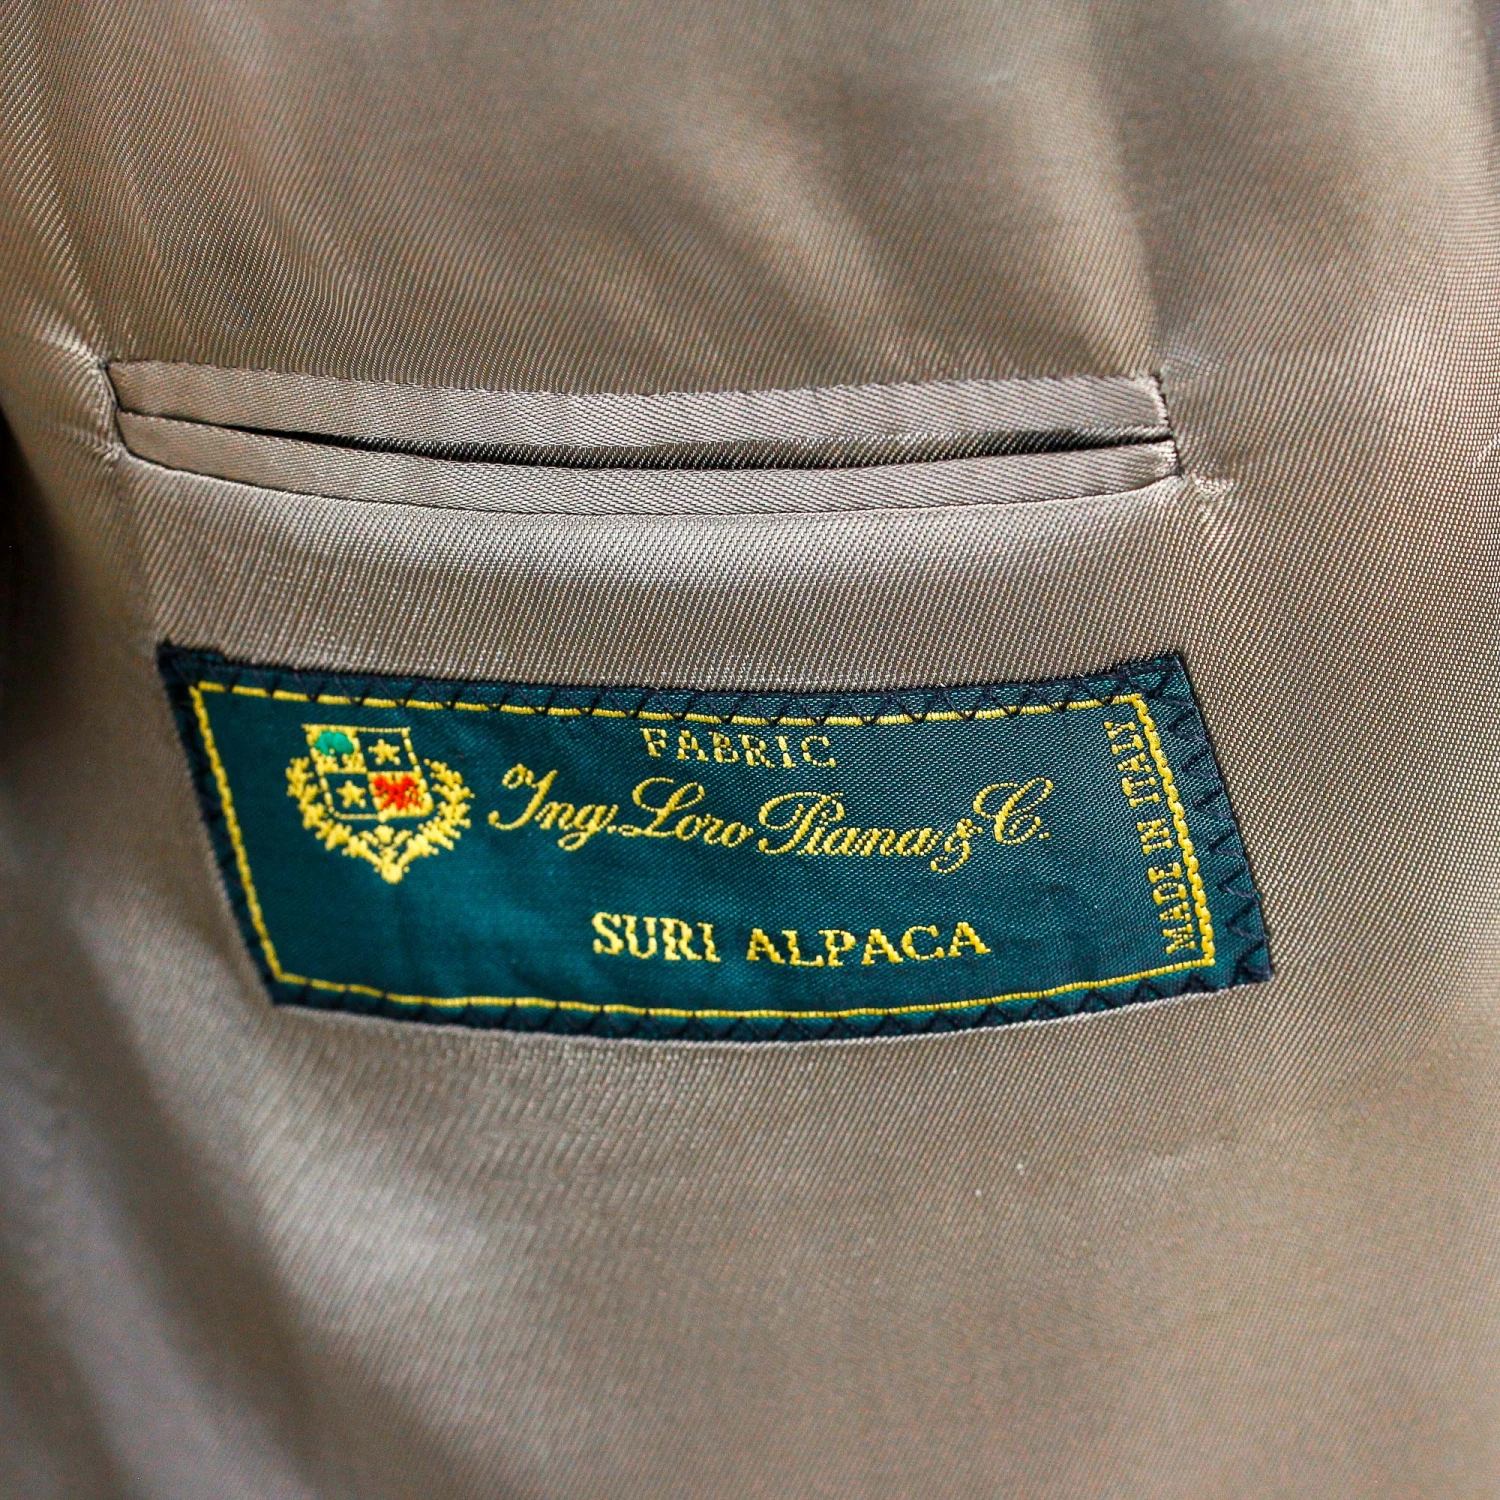 FABRIC
Ing. Loro Piana & C.
SURI ALPACA
MADE IN ITALY